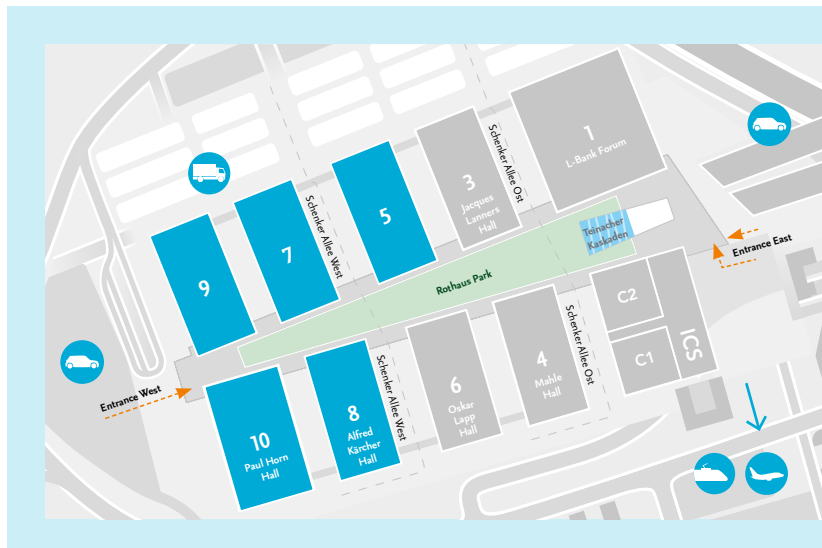 1
L-Bank Forum
Schenker Allee Ost
3
Jacques
Lanners
Hall
5
Schenker Allee West
7
9
Teinacher
Kaskaden
Entrance East
Rothaus Park
C2
C1
ICS
Schenker Allee Ost
4
Mahle
Hall
6
Oskar
Lapp
Hall
Schenker Allee West
8
Alfred
Kärcher
Hall
10
Paul Horn
Hall
Entrance West